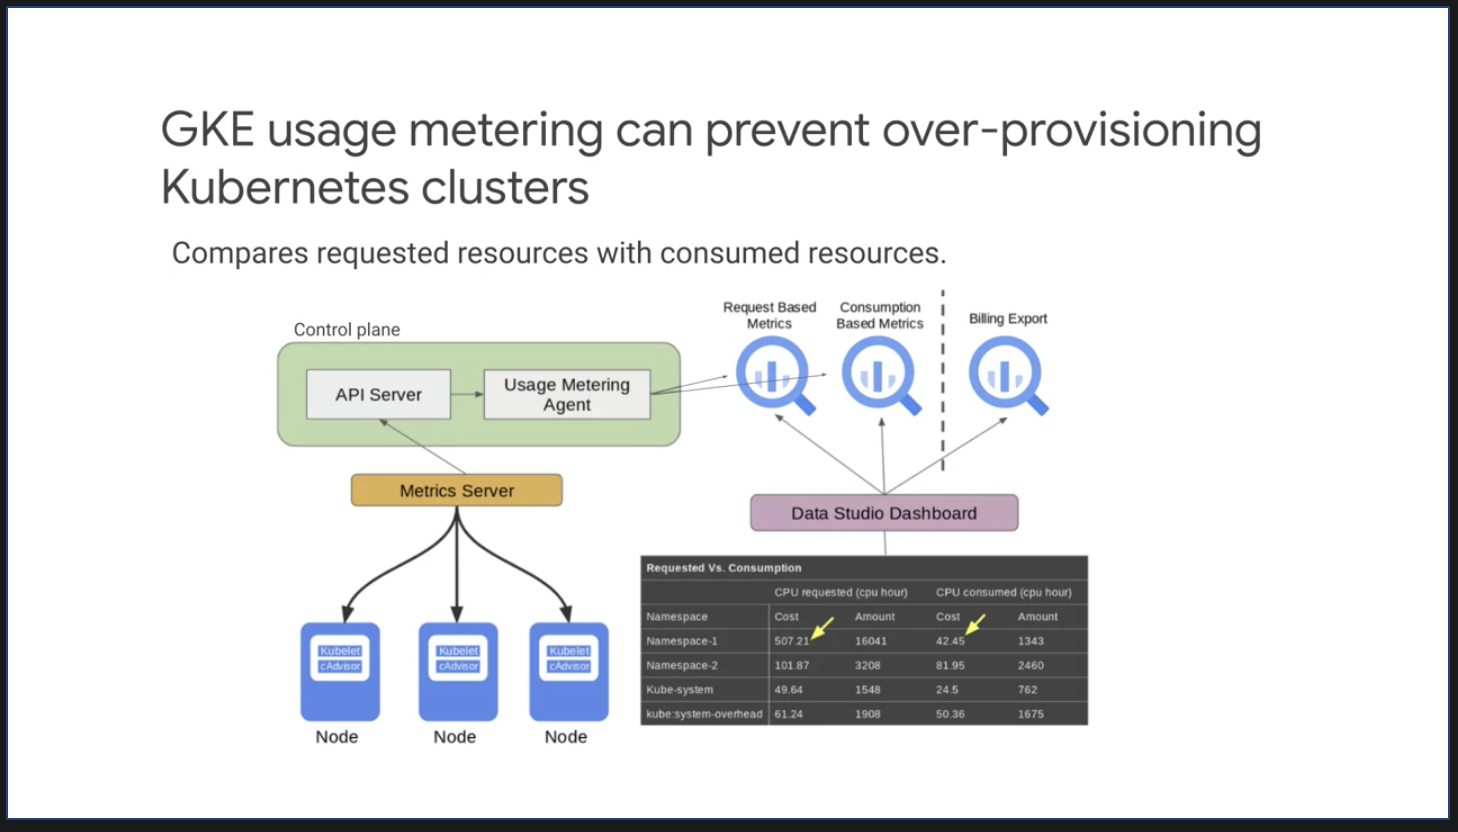 GKE usage metering can prevent over-provisioning
Kubernetes clusters
Compares requested resources with consumed resources.
Control plane
API Server
Usage Metering
Agent
Request Based
Metrics
Consumption
Based Metrics
Billing Export
Metrics Server
Data Studio Dashboard
Kubelet
cAdvisor
Node
Kubelet
cAdvisor
Node
Kubelet
cAdvisor
Node
Requested Vs. Consumption
CPU requested (cpu hour) CPU consumed (cpu hour)
Namespace Cost Amount Cost Amount
Namespace-1 507.21 16041 42.45 1343
Namespace-2 101.87 3208 81.95 2460
Kube-system 49.64 1548 24.5 762
kube:system-overhead 61.24 1908 50.36 1675